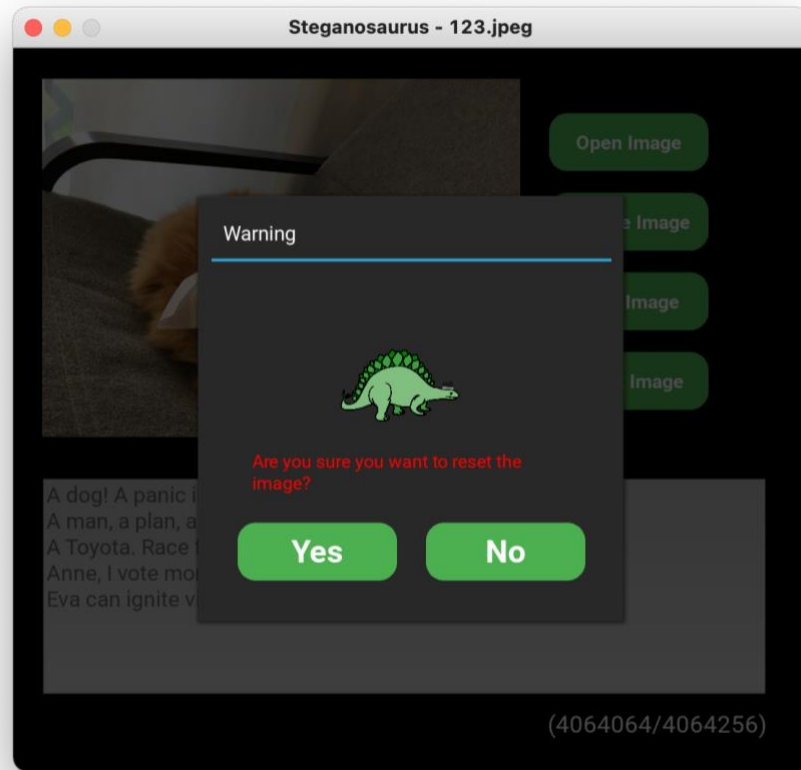 Steganosaurus - 123.jpeg
Open Image
Image
Image
Image
Warning
Are you sure you want to reset the
image?
Yes
No
A dog! A panic i
A man, a plan, a
A Toyota. Race
Anne, I vote mo
Eva can ignite v
(4064064/4064256)